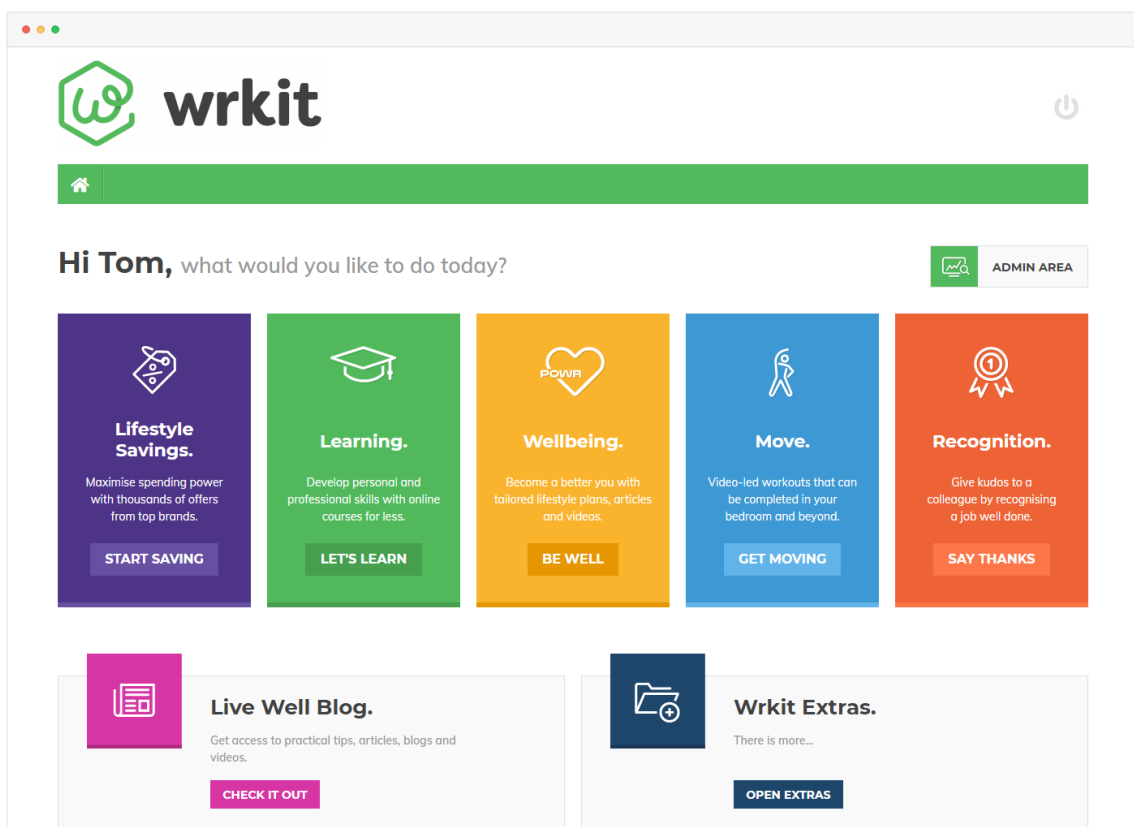 wrkit
Hi Tom, what would you like to do today?
ADMIN AREA
Lifestyle
Savings.
Maximise spending power
with thousands of offers
from top brands.
START SAVING
Learning.
Develop personal and
professional skills with online
courses for less.
LET'S LEARN
POWR
Wellbeing.
Become a better you with
tailored lifestyle plans, articles
and videos.
BE WELL
Move.
Video-led workouts that can
be completed in your
bedroom and beyond.
GET MOVING
1
Recognition.
Give kudos to a
colleague by recognising
a job well done.
SAY THANKS
Live Well Blog.
Get access to practical tips, articles, blogs and
videos.
CHECK IT OUT
Wrkit Extras.
There is more...
OPEN EXTRAS